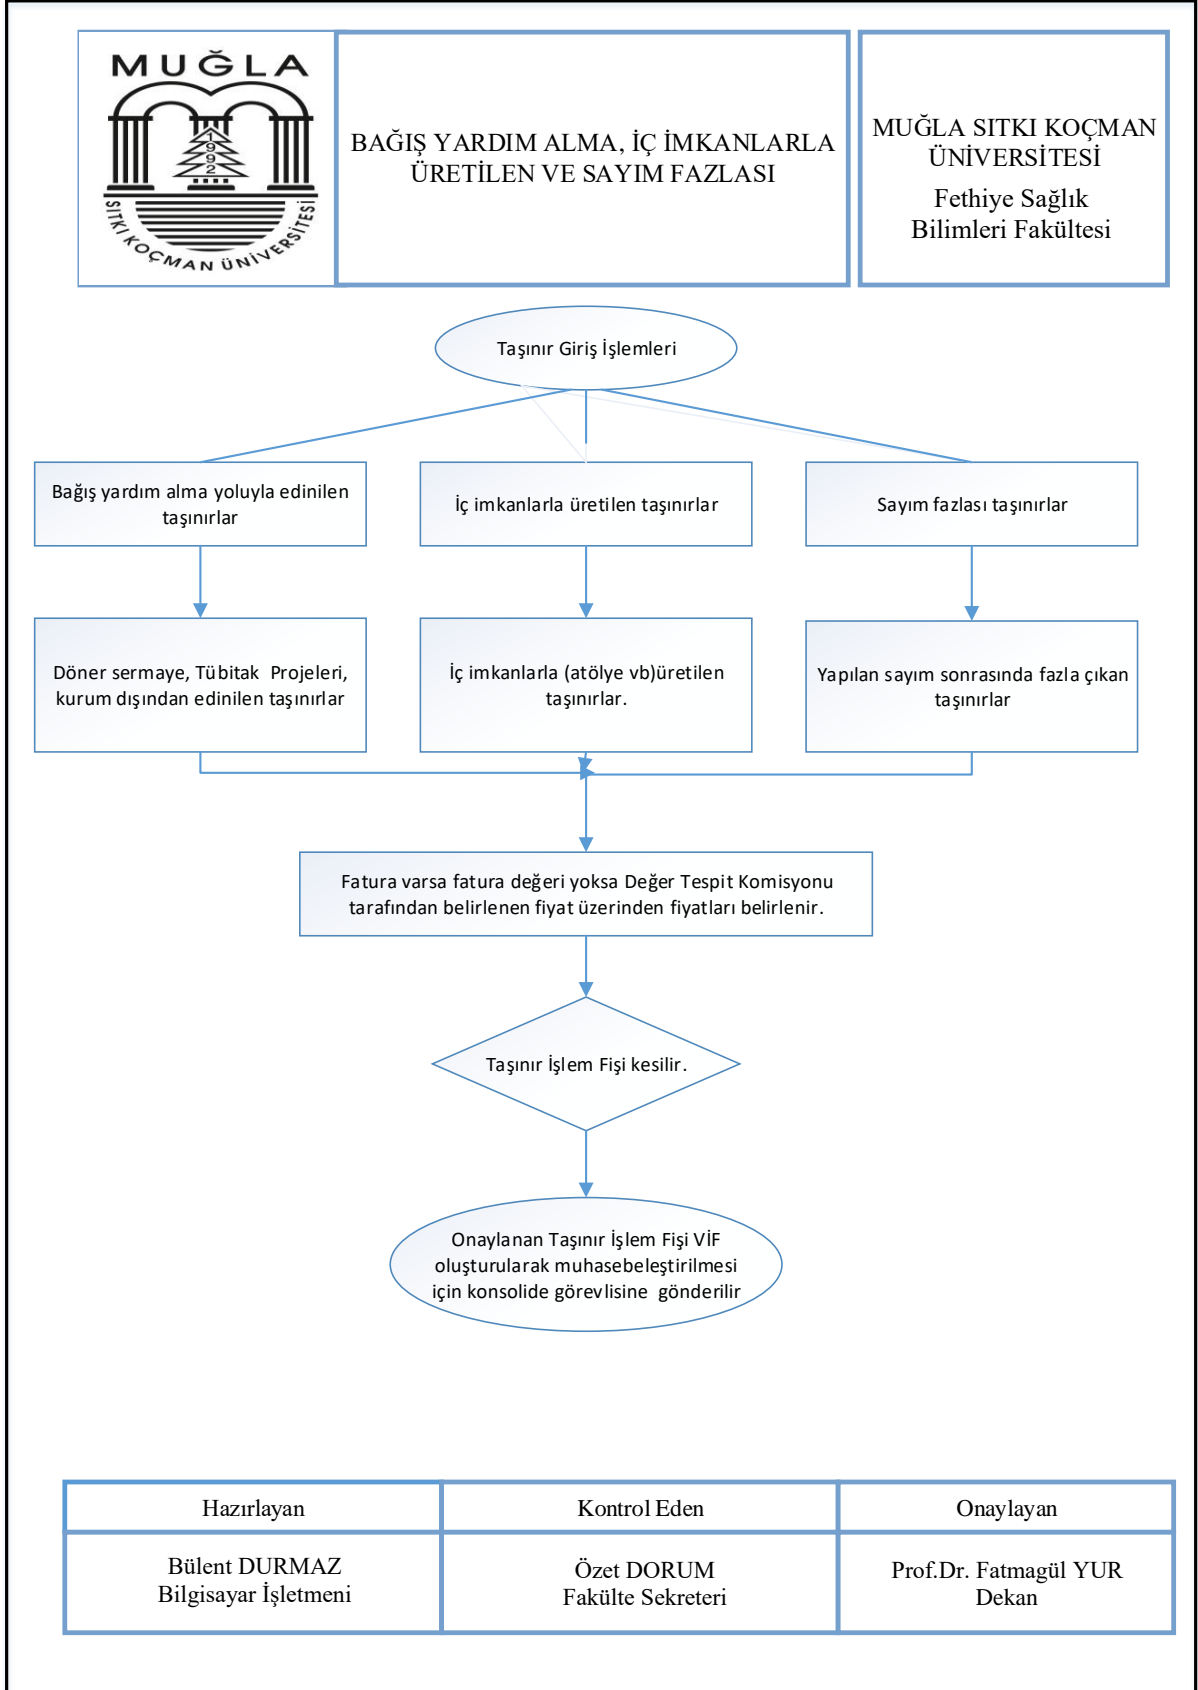 MUĞLA
1992
SITKI KOÇMAN ÜNİVERSİTESİ
BAĞIŞ YARDIM ALMA, İÇ İMKANLARLA
ÜRETİLEN VE SAYIM FAZLASI
MUĞLA SITKI KOÇMAN
ÜNİVERSİTESİ
Fethiye Sağlık
Bilimleri Fakültesi
Taşınır Giriş İşlemleri
Bağış yardım alma yoluyla edinilen
taşınırlar
İç imkanlarla üretilen taşınırlar
Sayım fazlası taşınırlar
Döner sermaye, Tübitak Projeleri,
kurum dışından edinilen taşınırlar
İç imkanlarla (atölye vb)üretilen
taşınırlar.
Yapılan sayım sonrasında fazla çıkan
taşınırlar
Fatura varsa fatura değeri yoksa Değer Tespit Komisyonu
tarafından belirlenen fiyat üzerinden fiyatları belirlenir.
Taşınır İşlem Fişi kesilir.
Onaylanan Taşınır İşlem Fişi VİF
oluşturularak muhasebeleştirilmesi
için konsolide görevlisine gönderilir
Hazırlayan
Kontrol Eden
Onaylayan
Bülent DURMAZ
Bilgisayar İşletmeni
Özet DORUM
Fakülte Sekreteri
Prof.Dr. Fatmagül YUR
Dekan